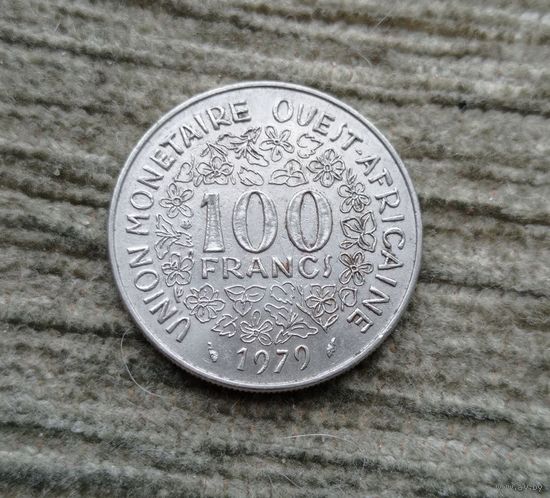 UNION MONETAIRE OUEST-AFRICAINE
100
FRANCS
1979